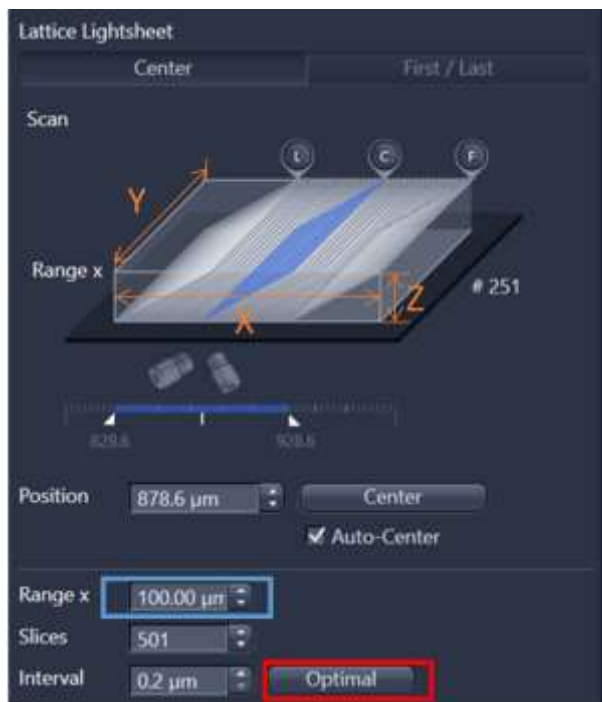 Lattice Lightsheet
Center First / Last
Scan
L C F
Y
Range x
# 251
Z
X
829.6 928.6
Position 878.6 µm Center
Auto-Center
Range x 100.00 µm
Slices 501
Interval 0.2 µm Optimal